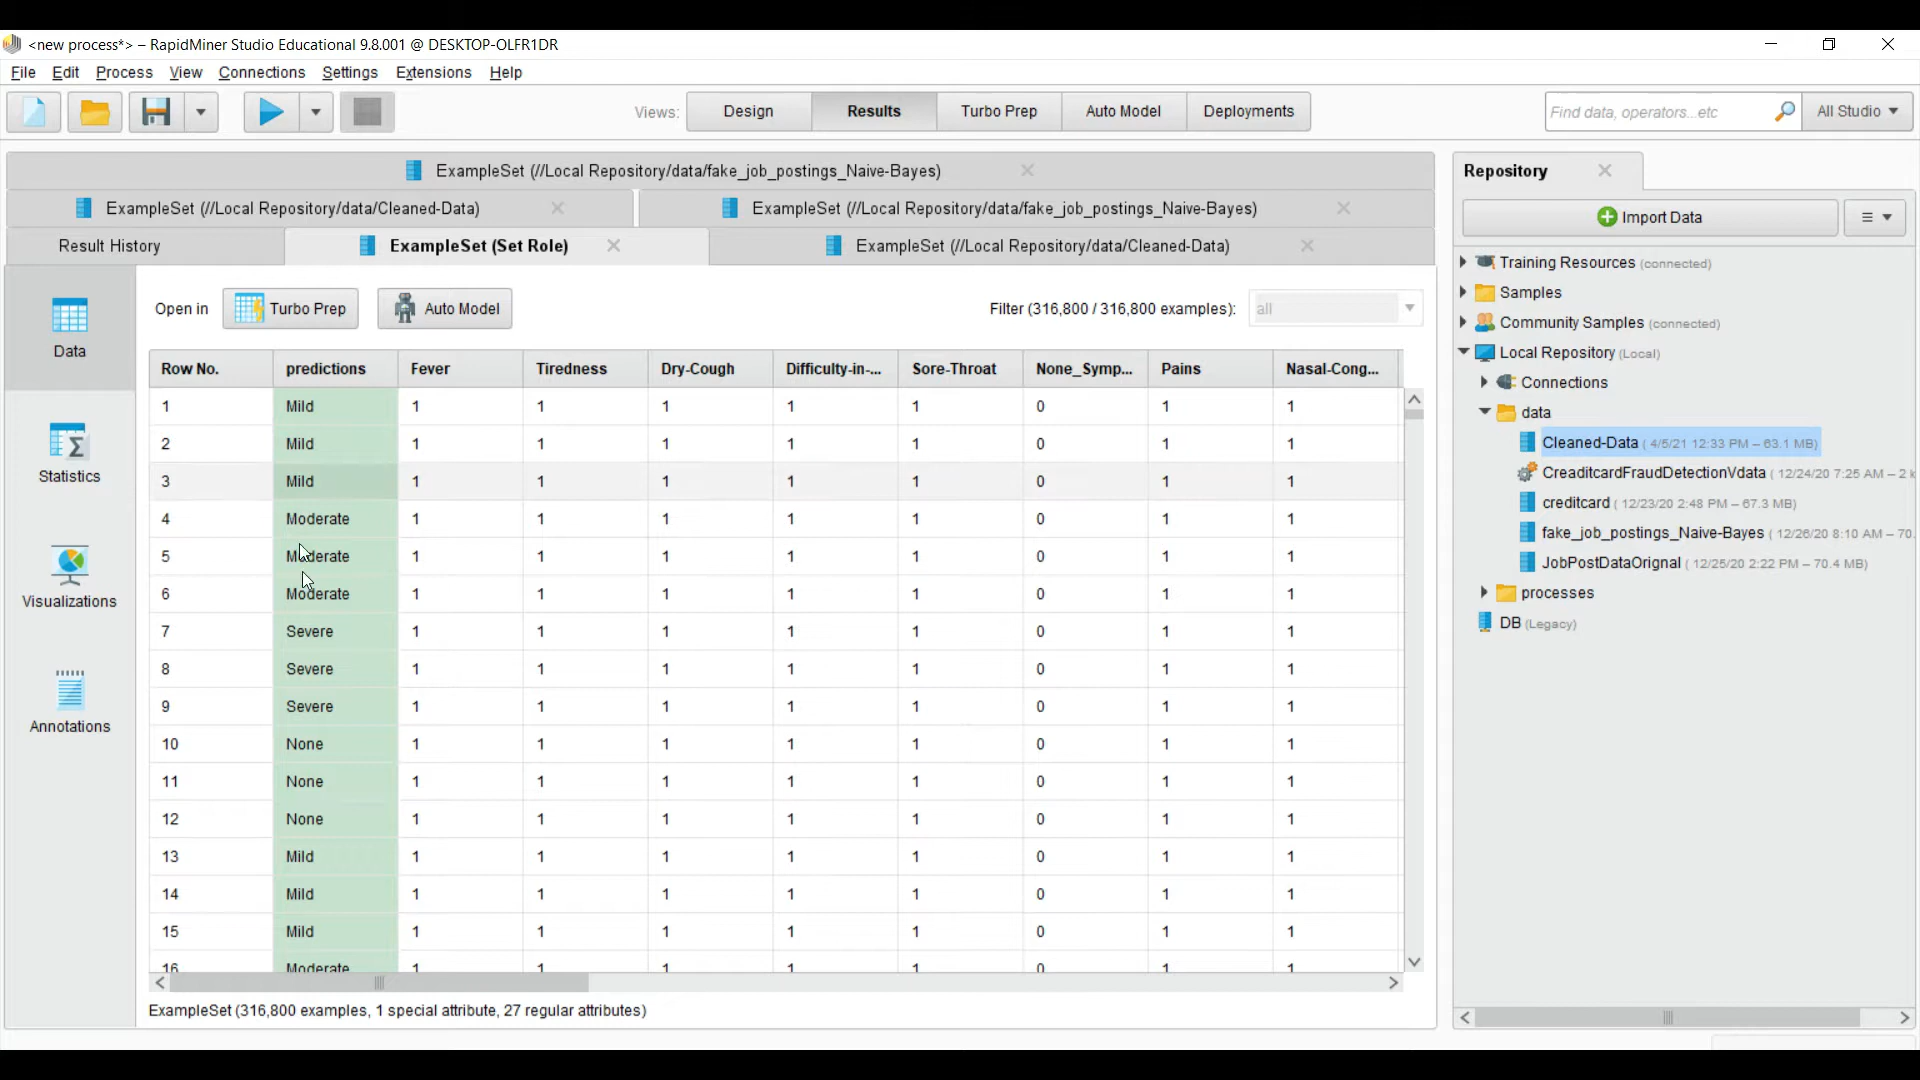 <new process*> – RapidMiner Studio Educational 9.8.001 @ DESKTOP-OLFR1DR
File Edit Process View Connections Settings Extensions Help
Views: Design Results Turbo Prep Auto Model Deployments Find data, operators...etc All Studio
ExampleSet (//Local Repository/data/fake_job_postings_Naive-Bayes)
ExampleSet (//Local Repository/data/Cleaned-Data) ExampleSet (//Local Repository/data/fake_job_postings_Naive-Bayes)
Result History ExampleSet (Set Role) ExampleSet (//Local Repository/data/Cleaned-Data)
Data
Statistics
Visualizations
Annotations
Open in Turbo Prep Auto Model Filter (316,800 / 316,800 examples): all
Row No. predictions Fever Tiredness Dry-Cough Difficulty-in-... Sore-Throat None_Symp... Pains Nasal-Cong...
1 Mild 1 1 1 1 1 0 1 1
2 Mild 1 1 1 1 1 0 1 1
3 Mild 1 1 1 1 1 0 1 1
4 Moderate 1 1 1 1 1 0 1 1
5 Moderate 1 1 1 1 1 0 1 1
6 Moderate 1 1 1 1 1 0 1 1
7 Severe 1 1 1 1 1 0 1 1
8 Severe 1 1 1 1 1 0 1 1
9 Severe 1 1 1 1 1 0 1 1
10 None 1 1 1 1 1 0 1 1
11 None 1 1 1 1 1 0 1 1
12 None 1 1 1 1 1 0 1 1
13 Mild 1 1 1 1 1 0 1 1
14 Mild 1 1 1 1 1 0 1 1
15 Mild 1 1 1 1 1 0 1 1
16 Moderate 1 1 1 1 1 0 1 1
ExampleSet (316,800 examples, 1 special attribute, 27 regular attributes)
Repository
Import Data
Training Resources (connected)
Samples
Community Samples (connected)
Local Repository (Local)
Connections
data
Cleaned-Data ( 4/5/21 12:33 PM – 63.1 MB)
CreaditcardFraudDetectionVdata ( 12/24/20 7:25 AM – 2 k
creditcard ( 12/23/20 2:48 PM – 67.3 MB)
fake_job_postings_Naive-Bayes ( 12/26/20 8:10 AM – 70.
JobPostDataOrignal ( 12/25/20 2:22 PM – 70.4 MB)
processes
DB (Legacy)